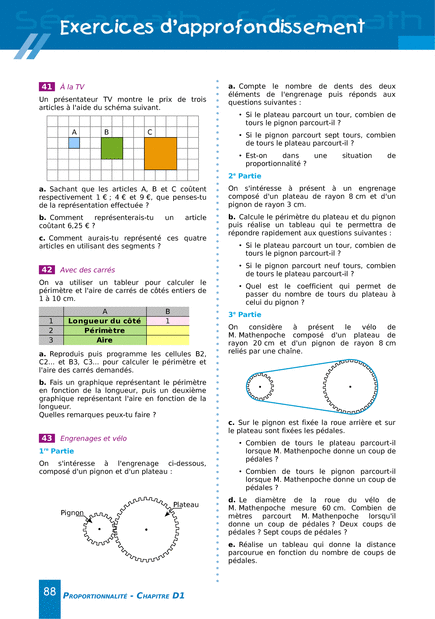 Exercices d'approfondissement
41 À la TV
Un présentateur TV montre le prix de trois
articles à l'aide du schéma suivant.
A B C
a. Sachant que les articles A, B et C coûtent
respectivement 1 € ; 4 € et 9 €, que penses-tu
de la représentation effectuée ?
b. Comment représenterais-tu un article
coûtant 6,25 € ?
c. Comment aurais-tu représenté ces quatre
articles en utilisant des segments ?
42 Avec des carrés
On va utiliser un tableur pour calculer le
périmètre et l'aire de carrés de côtés entiers de
1 à 10 cm.
A B
1 Longueur du côté 1
2 Périmètre
3 Aire
a. Reproduis puis programme les cellules B2,
C2... et B3, C3... pour calculer le périmètre et
l'aire des carrés demandés.
b. Fais un graphique représentant le périmètre
en fonction de la longueur, puis un deuxième
graphique représentant l'aire en fonction de la
longueur.
Quelles remarques peux-tu faire ?
43 Engrenages et vélo
1re Partie
On s'intéresse à l'engrenage ci-dessous,
composé d'un pignon et d'un plateau :
Pignon
Plateau
a. Compte le nombre de dents des deux
éléments de l'engrenage puis réponds aux
questions suivantes :
• Si le plateau parcourt un tour, combien de
tours le pignon parcourt-il ?
• Si le pignon parcourt sept tours, combien
de tours le plateau parcourt-il ?
• Est-on dans une situation de
proportionnalité ?
2e Partie
On s'intéresse à présent à un engrenage
composé d'un plateau de rayon 8 cm et d'un
pignon de rayon 3 cm.
b. Calcule le périmètre du plateau et du pignon
puis réalise un tableau qui te permettra de
répondre rapidement aux questions suivantes :
• Si le plateau parcourt un tour, combien de
tours le pignon parcourt-il ?
• Si le pignon parcourt neuf tours, combien
de tours le plateau parcourt-il ?
• Quel est le coefficient qui permet de
passer du nombre de tours du plateau à
celui du pignon ?
3e Partie
On considère à présent le vélo de
M. Mathenpoche composé d'un plateau de
rayon 20 cm et d'un pignon de rayon 8 cm
reliés par une chaîne.
c. Sur le pignon est fixée la roue arrière et sur
le plateau sont fixées les pédales.
• Combien de tours le plateau parcourt-il
lorsque M. Mathenpoche donne un coup de
pédales ?
• Combien de tours le pignon parcourt-il
lorsque M. Mathenpoche donne un coup de
pédales ?
d. Le diamètre de la roue du vélo de
M. Mathenpoche mesure 60 cm. Combien de
mètres parcourt M. Mathenpoche lorsqu'il
donne un coup de pédales ? Deux coups de
pédales ? Sept coups de pédales ?
e. Réalise un tableau qui donne la distance
parcourue en fonction du nombre de coups de
pédales.
88 Proportionnalité - Chapitre D1